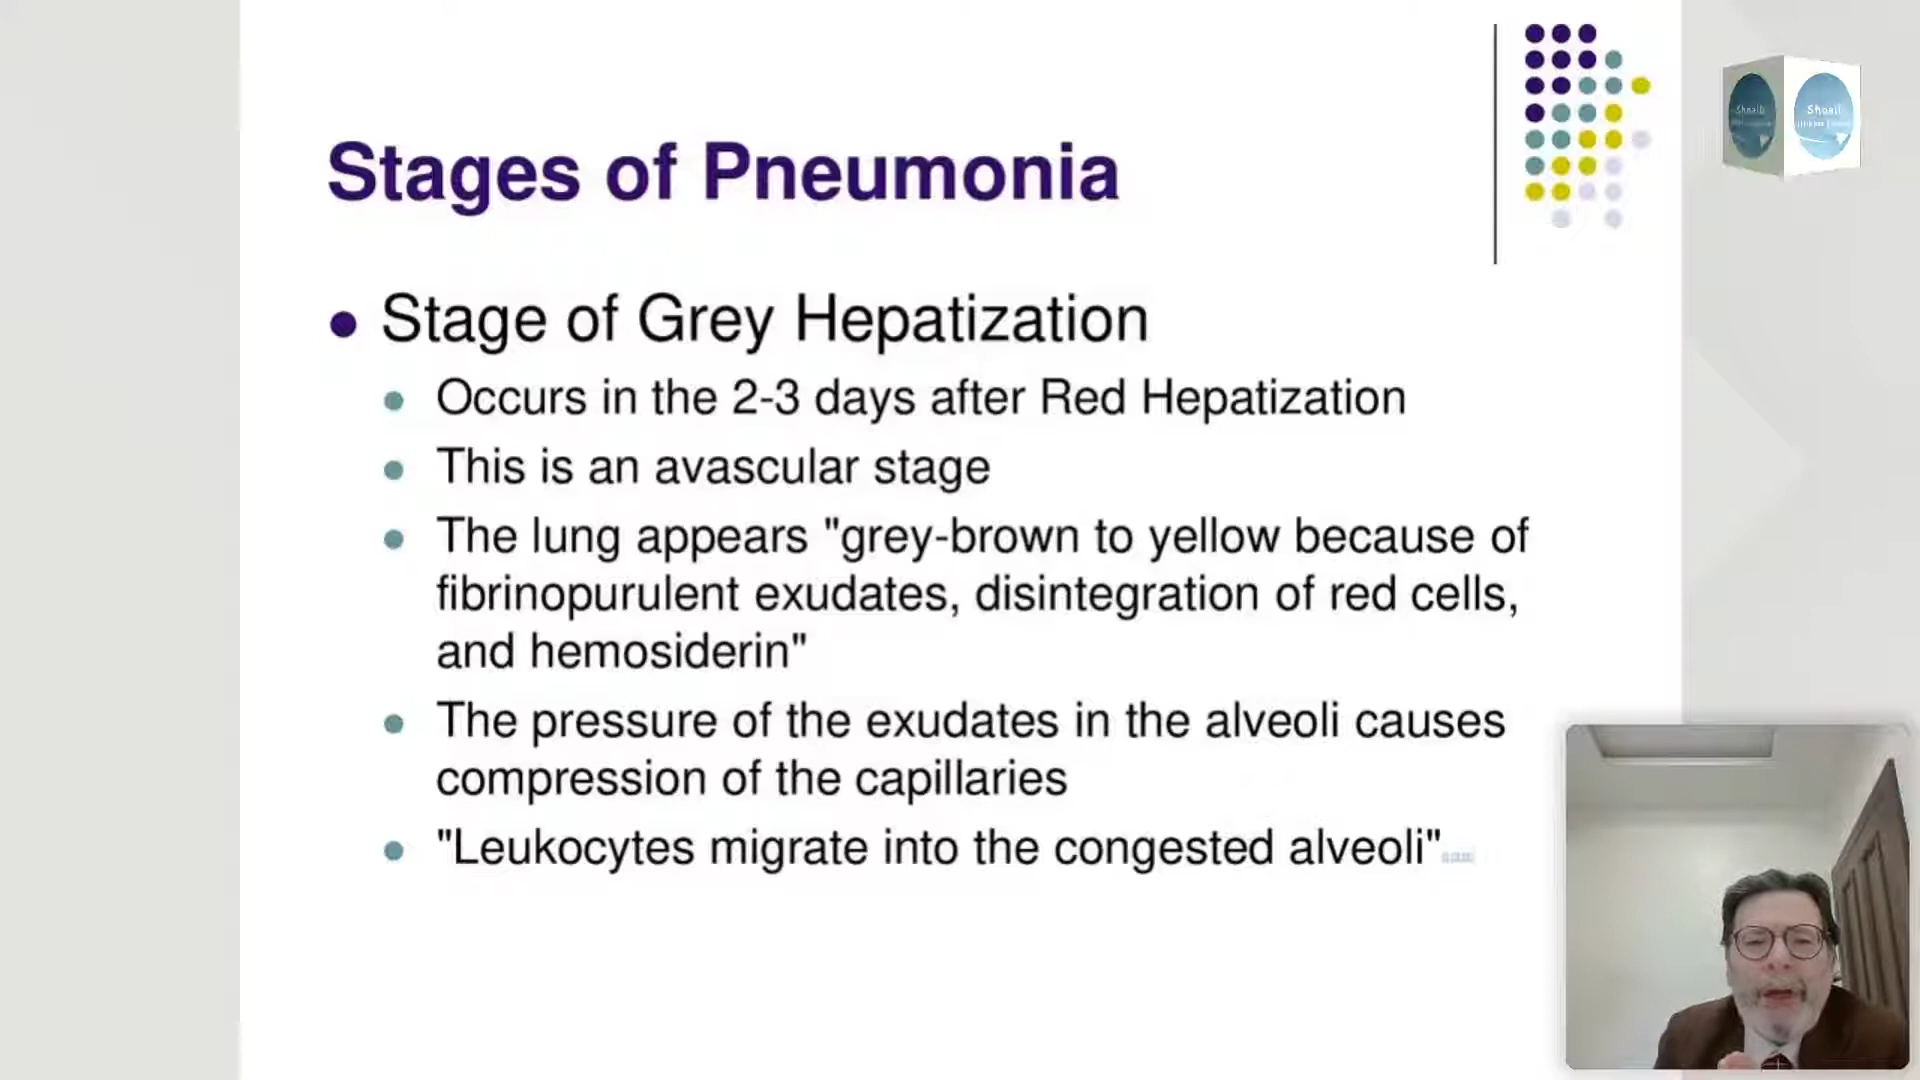 Stages of Pneumonia
Stage of Grey Hepatization
Occurs in the 2-3 days after Red Hepatization
This is an avascular stage
The lung appears "grey-brown to yellow because of
fibrinopurulent exudates, disintegration of red cells,
and hemosiderin"
The pressure of the exudates in the alveoli causes
compression of the capillaries
"Leukocytes migrate into the congested alveoli"
Shoaib
Shoaib